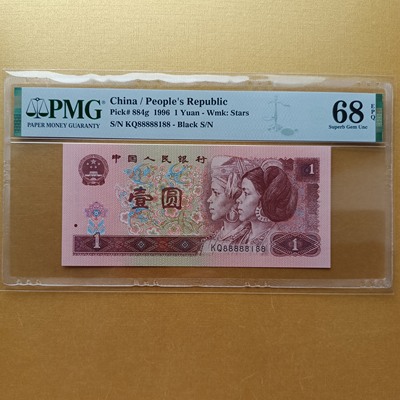 PMG
PAPER MONEY GUARANTY
China / People's Republic
Pick# 884g 1996 1 Yuan - Wmk: Stars
S/N KQ88888188 - Black S/N
68
EPQ
Superb Gem Unc
中国人民银行
1
壹圆
1
1
KQ88888188